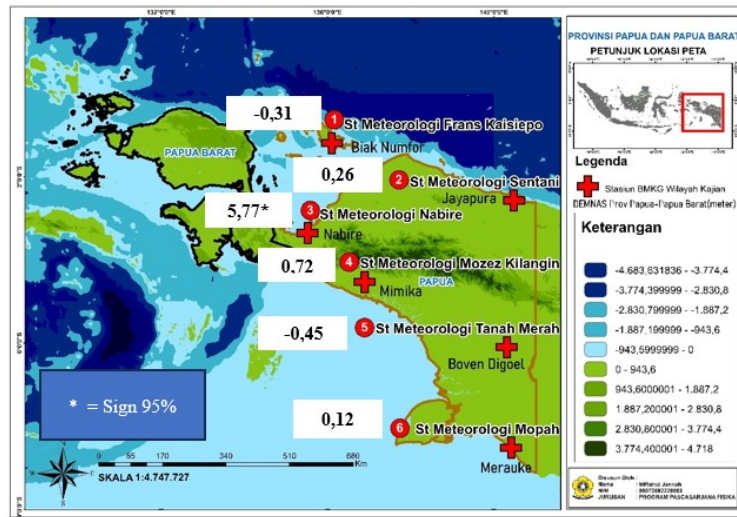 132°0'0"E
136°0'0"E
140°0'0"E
-0,31
1
St Meteorologi Frans Kaisiepo
Biak Numfor
PAPUA BARAT
0,26
2
St Meteorologi Sentani
Jayapura
5,77*
3
St Meteorologi Nabire
Nabire
0,72
4
St Meteorologi Mozez Kilangin
PAPUA
Mimika
-0,45
5
St Meteorologi Tanah Merah
Boven Digoel
* = Sign 95%
0,12
6
St Meteorologi Mopah
Merauke
0 85 170 340 510 680
Km
SKALA 1:4.747.727
PROVINSI PAPUA DAN PAPUA BARAT
PETUNJUK LOKASI PETA
Legenda
Stasiun BMKG Wilayah Kajian
DEMNAS Prov Papua-Papua Barat(meter)
Keterangan
-4.683,631836 - -3.774,4
-3.774,399999 - -2.830,8
-2.830,799999 - -1.887,2
-1.887,199999 - -943,6
-943,5999999 - 0
0 - 943,6
943,6000001 - 1.887,2
1.887,200001 - 2.830,8
2.830,800001 - 3.774,4
3.774,400001 - 4.718
Disusun Oleh :
Nama : Miftahul Jannah
NIM
JURUSAN : PROGRAM PASCASARJANA FISIKA